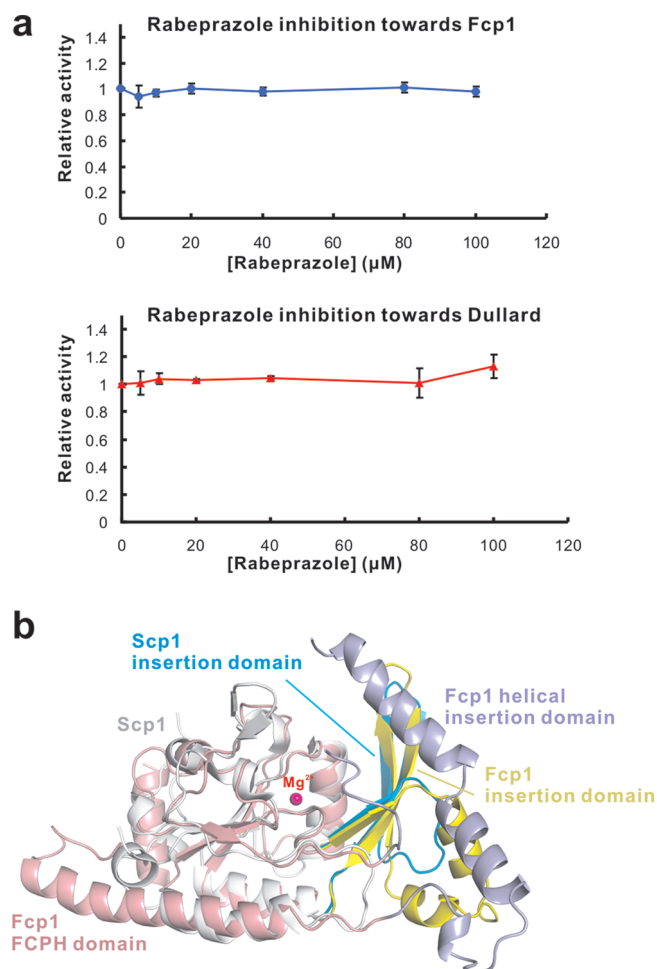 a
Rabeprazole inhibition towards Fcp1
Relative activity
1.4
1.2
1
0.8
0.6
0.4
0.2
0
0 20 40 60 80 100 120
[Rabeprazole] (µM)
Rabeprazole inhibition towards Dullard
Relative activity
1.4
1.2
1
0.8
0.6
0.4
0.2
0
0 20 40 60 80 100 120
[Rabeprazole] (µM)
b
Scp1
insertion domain
Fcp1 helical
insertion domain
Scp1
Fcp1
insertion domain
Mg²⁺
Fcp1
FCPH domain